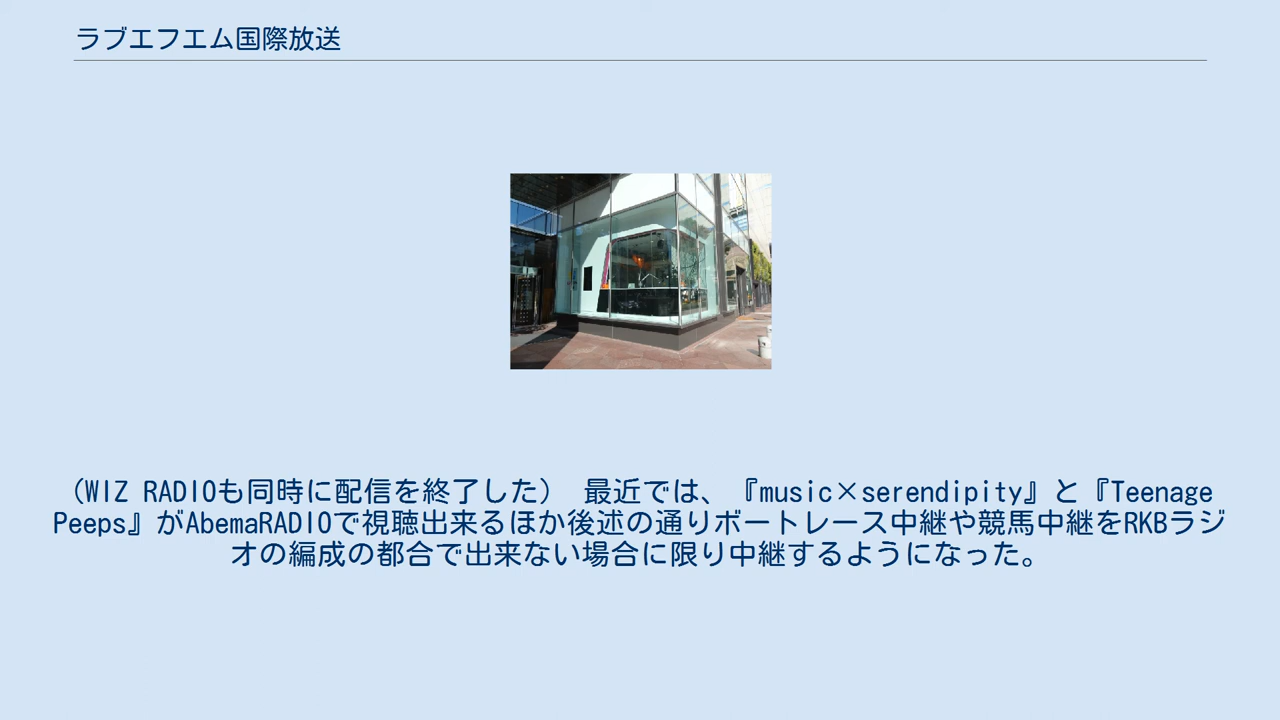 ラブエフエム国際放送
（WIZ RADIOも同時に配信を終了した） 最近では、『music×serendipity』と『Teenage
Peeps』がAbemaRADIOで視聴出来るほか後述の通りボートレース中継や競馬中継をRKBラジ
オの編成の都合で出来ない場合に限り中継するようになった。